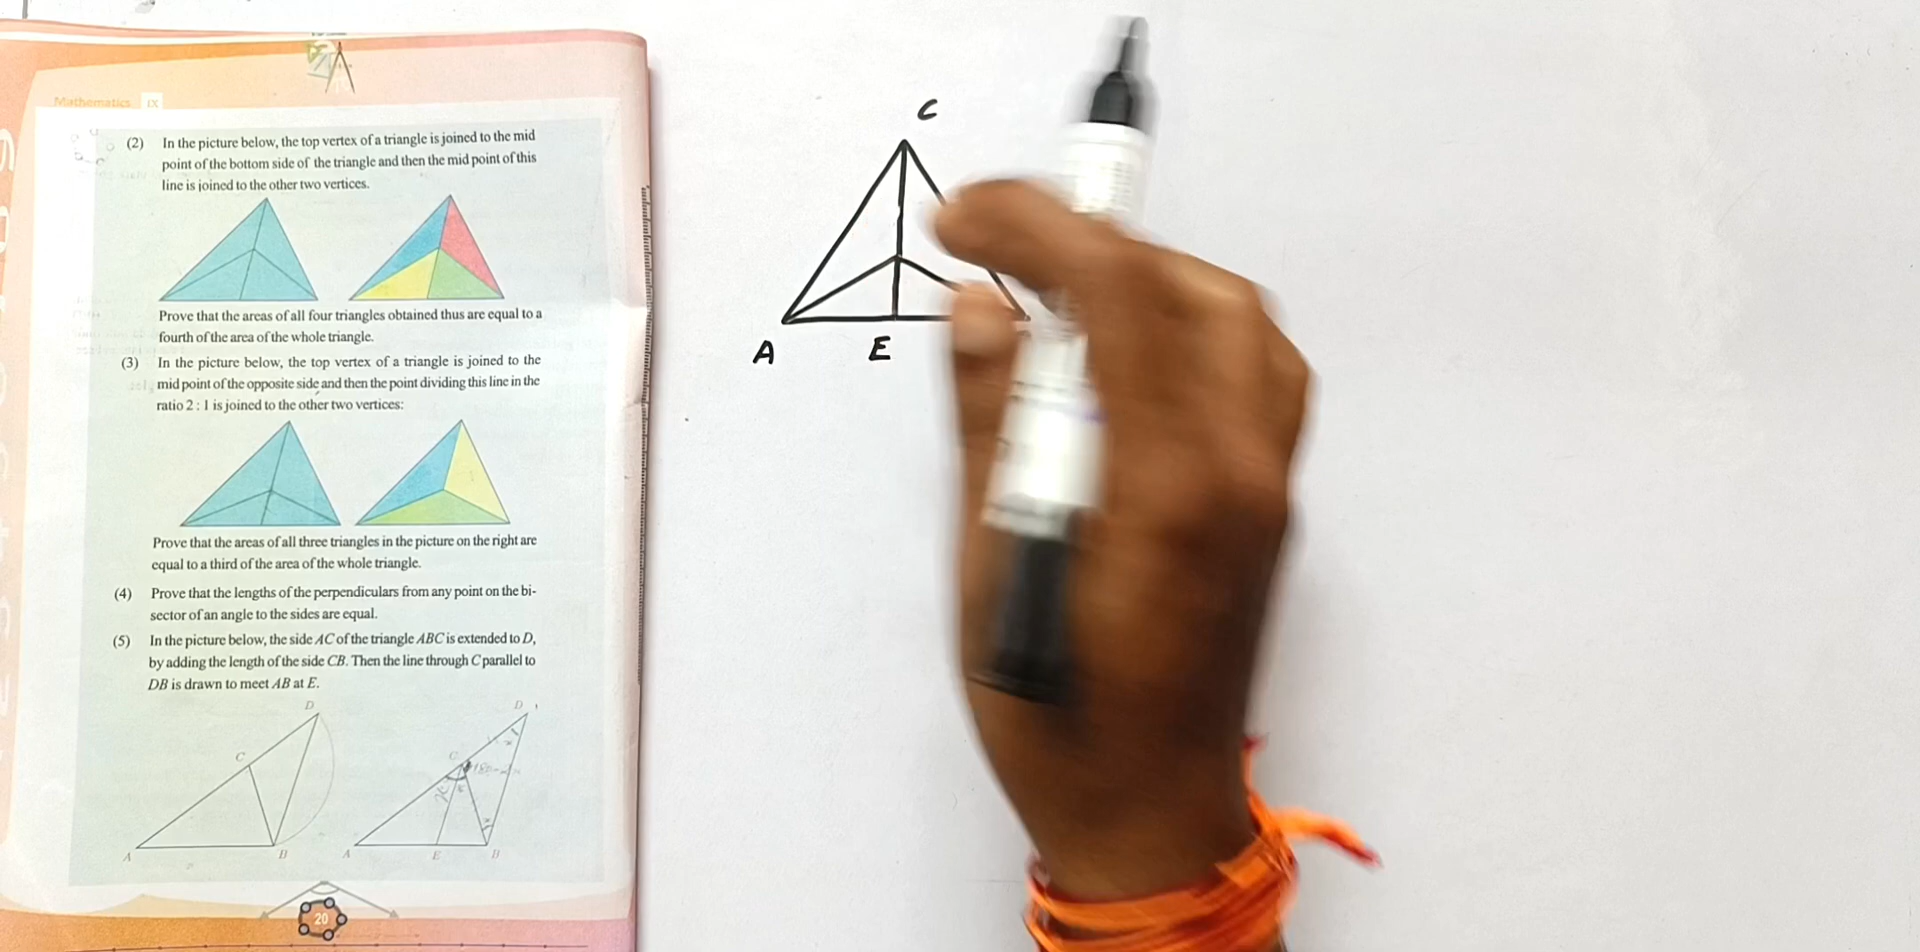 Mathematics IX
(2) In the picture below, the top vertex of a triangle is joined to the mid
point of the bottom side of the triangle and then the mid point of this
line is joined to the other two vertices.
Prove that the areas of all four triangles obtained thus are equal to a
fourth of the area of the whole triangle.
(3) In the picture below, the top vertex of a triangle is joined to the
mid point of the opposite side and then the point dividing this line in the
ratio 2 : 1 is joined to the other two vertices:
Prove that the areas of all three triangles in the picture on the right are
equal to a third of the area of the whole triangle.
(4) Prove that the lengths of the perpendiculars from any point on the bi-
sector of an angle to the sides are equal.
(5) In the picture below, the side AC of the triangle ABC is extended to D,
by adding the length of the side CB. Then the line through C parallel to
DB is drawn to meet AB at E.
D
C
A B
D
C
A E B
20
C
A E